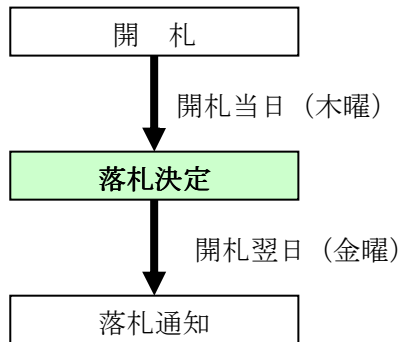 開　札
開札当日（木曜）
落札決定
開札翌日（金曜）
落札通知